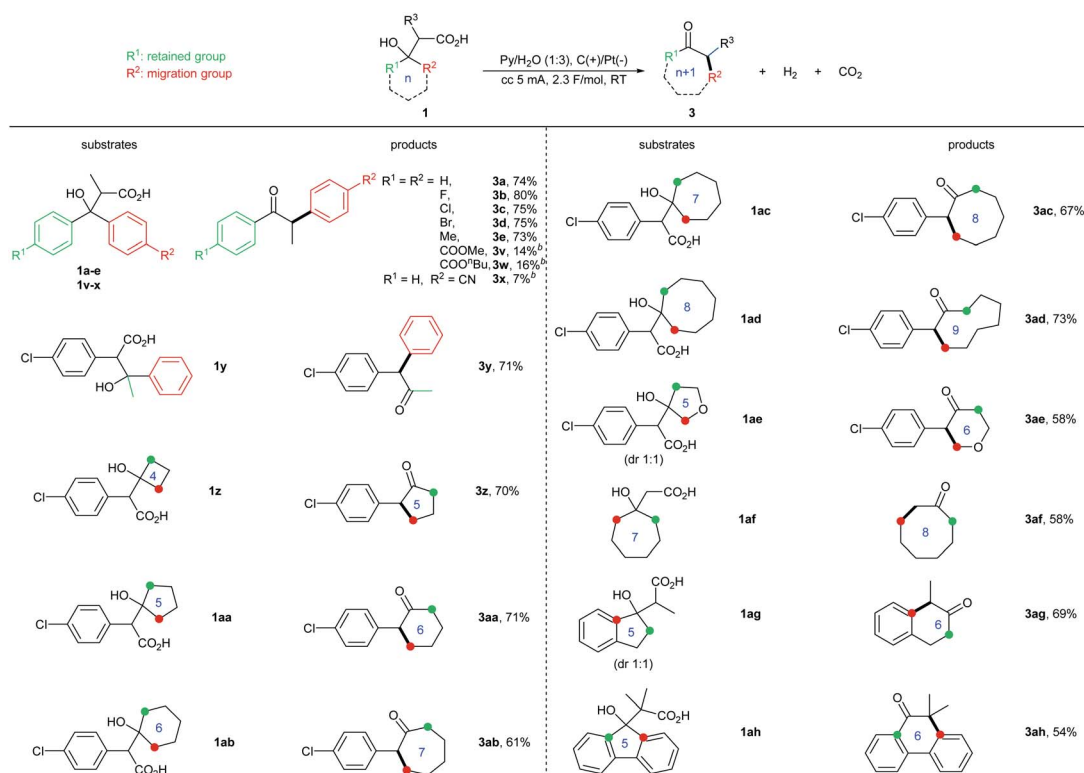 R¹: retained group
R²: migration group
R³
HO
CO₂H
R¹
n
R²
1
Py/H₂O (1:3), C(+)/Pt(-)
cc 5 mA, 2.3 F/mol, RT
O
R³
R¹
n+1
R²
3
+ H₂ + CO₂
substrates
products
substrates
products
HO
CO₂H
R¹
R²
1a-e
1v-x
O
R¹
R²
R¹ = R² = H, 3a, 74%
F, 3b, 80%
Cl, 3c, 75%
Br, 3d, 75%
Me, 3e, 73%
COOMe, 3v, 14%ᵇ
COOⁿBu, 3w, 16%ᵇ
R¹ = H, R² = CN 3x, 7%ᵇ
CO₂H
Cl
HO
1y
Cl
O
3y, 71%
HO
4
Cl
CO₂H
1z
O
5
Cl
3z, 70%
HO
5
Cl
CO₂H
1aa
O
6
Cl
3aa, 71%
HO
6
Cl
CO₂H
1ab
O
7
Cl
3ab, 61%
HO
7
Cl
CO₂H
1ac
O
8
Cl
3ac, 67%
HO
8
Cl
CO₂H
1ad
O
9
Cl
3ad, 73%
HO
5
O
Cl
CO₂H
(dr 1:1)
1ae
O
6
O
Cl
3ae, 58%
HO
CO₂H
7
1af
O
8
3af, 58%
CO₂H
HO
5
(dr 1:1)
1ag
O
6
3ag, 69%
HO
CO₂H
5
1ah
O
6
3ah, 54%